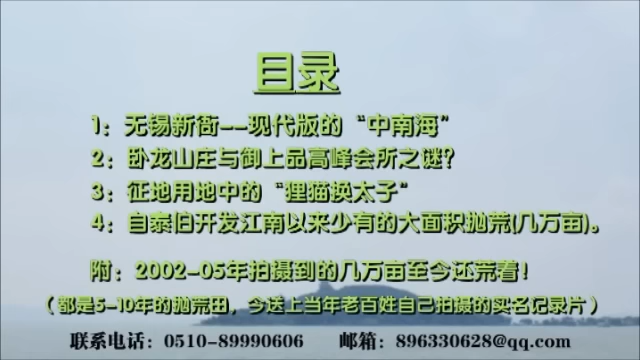 目录
1：无锡新衙--现代版的“中南海”
2：卧龙山庄与御上品高峰会所之谜？
3：征地用地中的“狸猫换太子”
4：自泰伯开发江南以来少有的大面积抛荒(几万亩)。
附：2002-05年拍摄到的几万亩至今还荒着！
（都是5-10年的抛荒田，今送上当年老百姓自己拍摄的实名记录片）
联系电话：0510-89990606 邮箱：896330628@qq.com